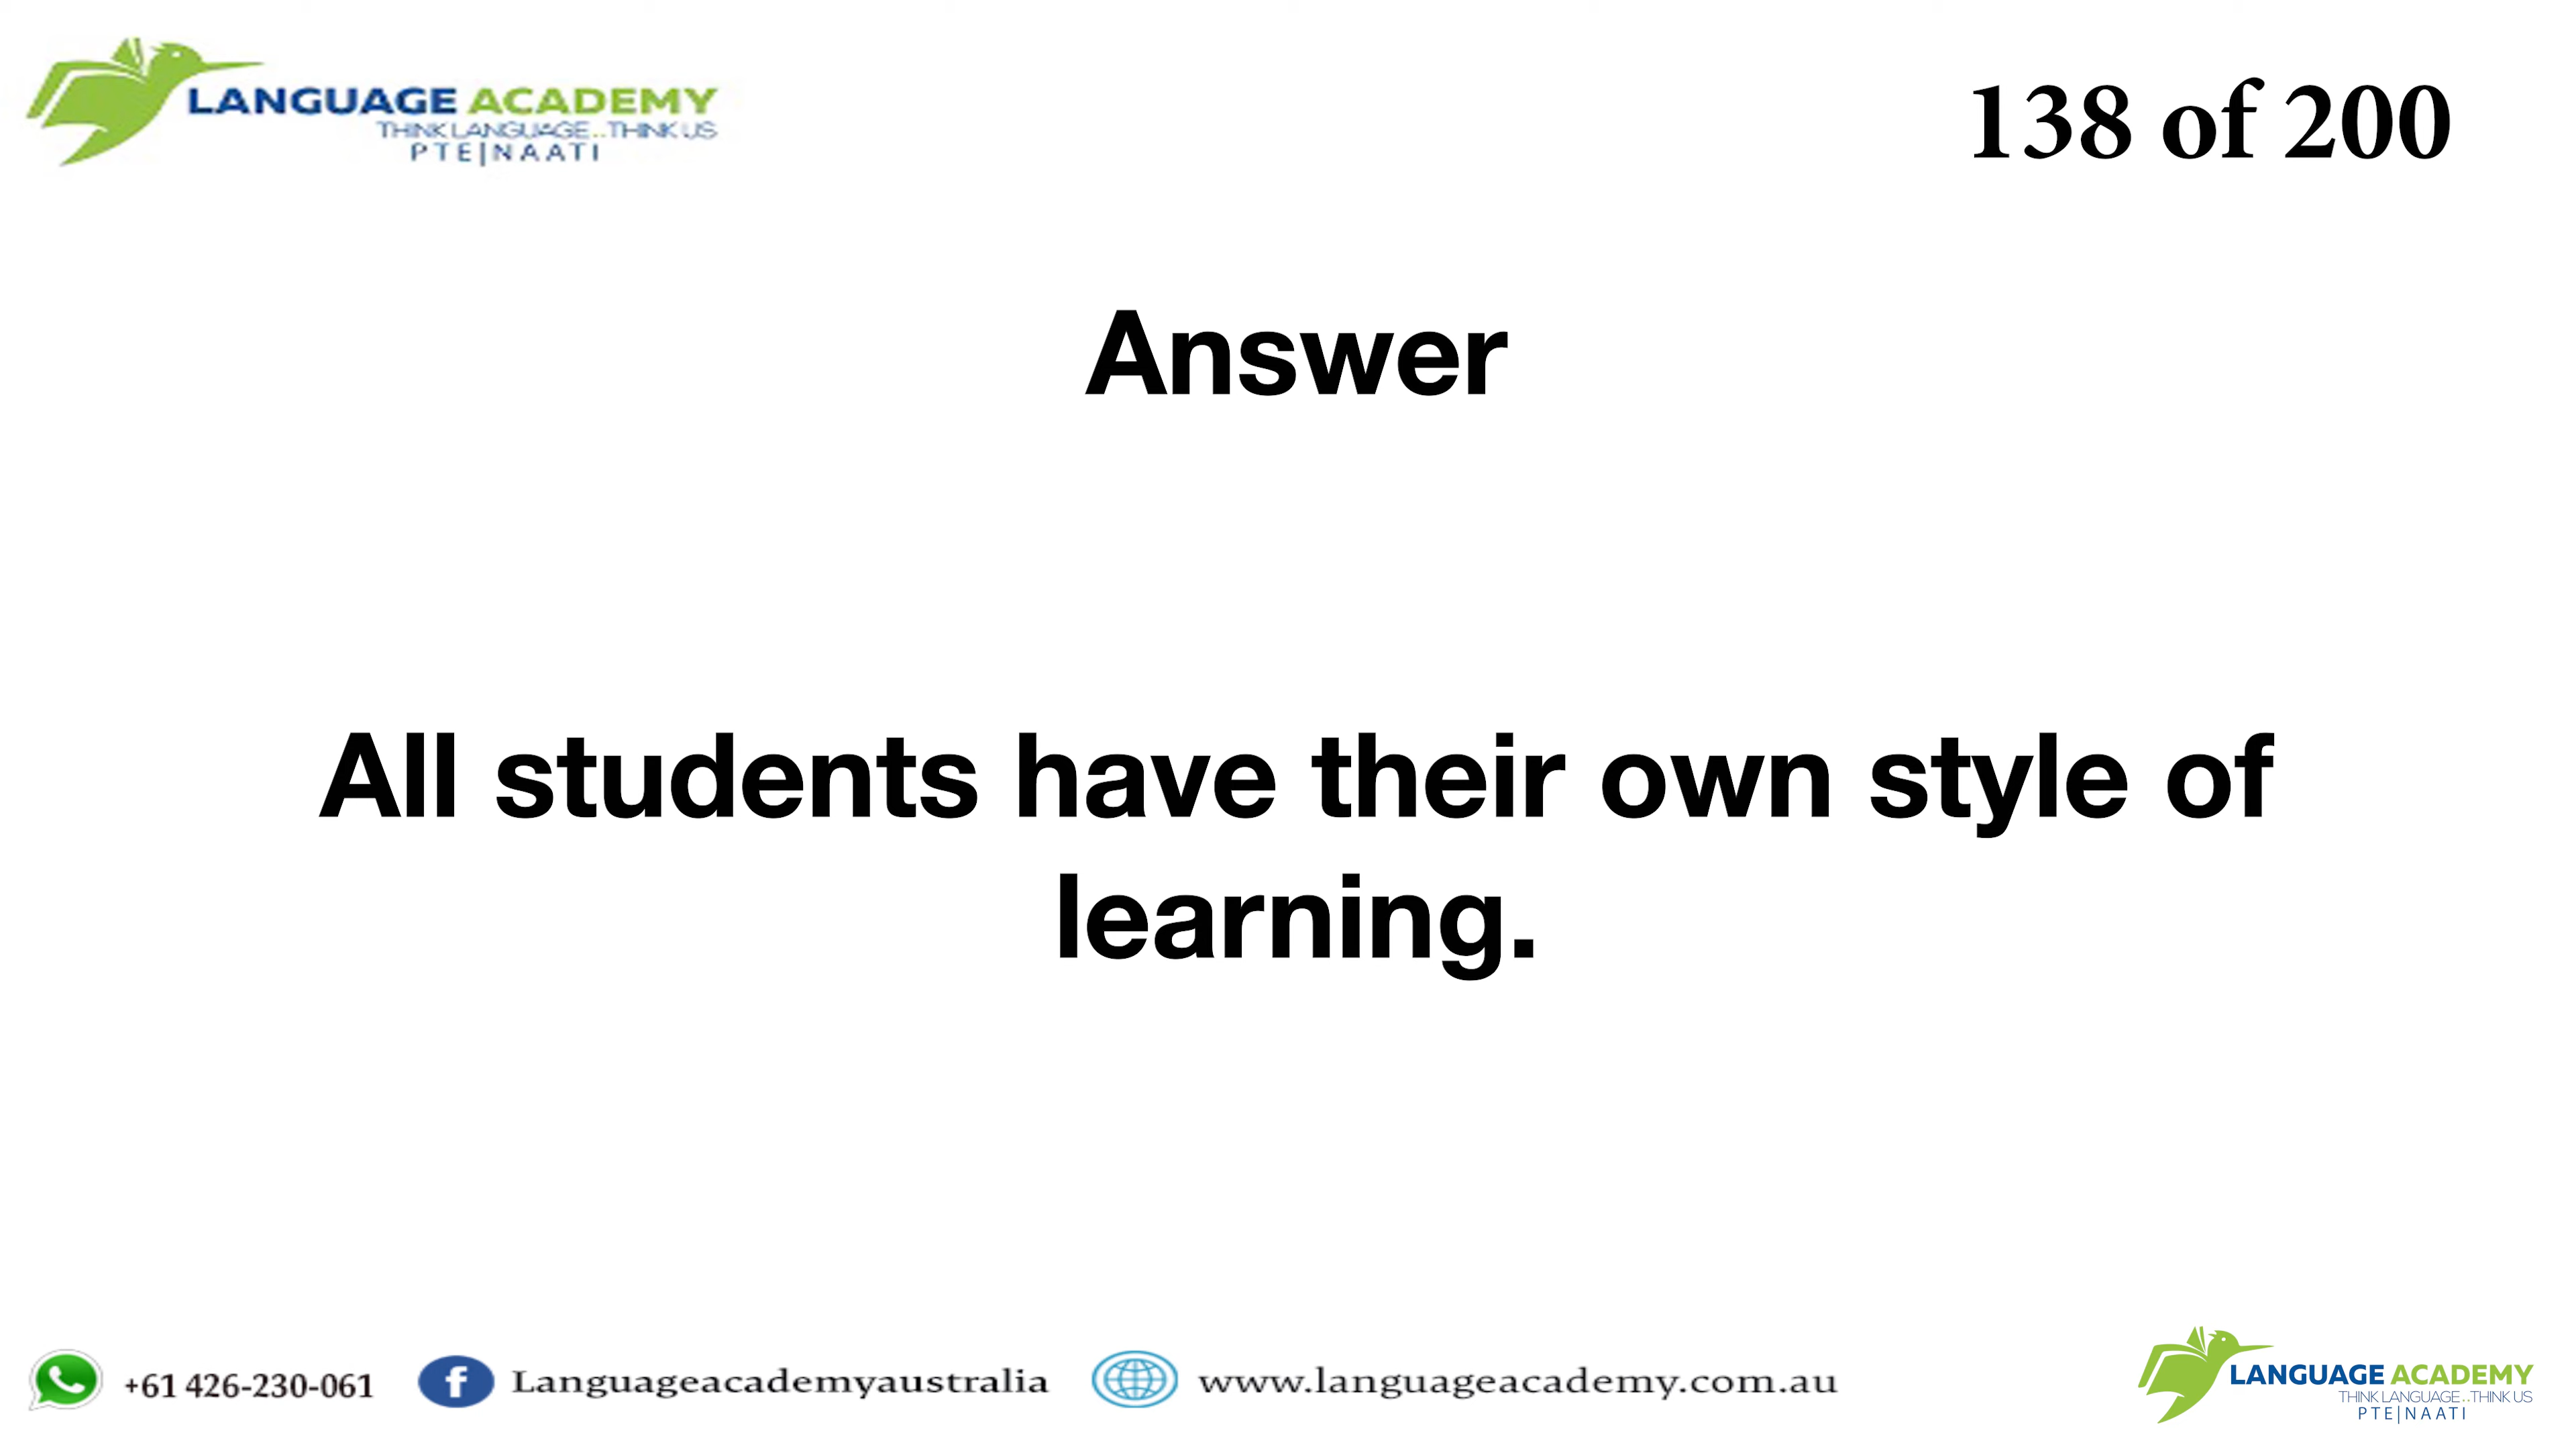 LANGUAGE ACADEMY
THINK LANGUAGE..THINK US
PTE|NAATI
138 of 200
Answer
All students have their own style of
learning.
+61 426-230-061
Languageacademyaustralia
www.languageacademy.com.au
LANGUAGE ACADEMY
THINK LANGUAGE..THINK US
PTE|NAATI